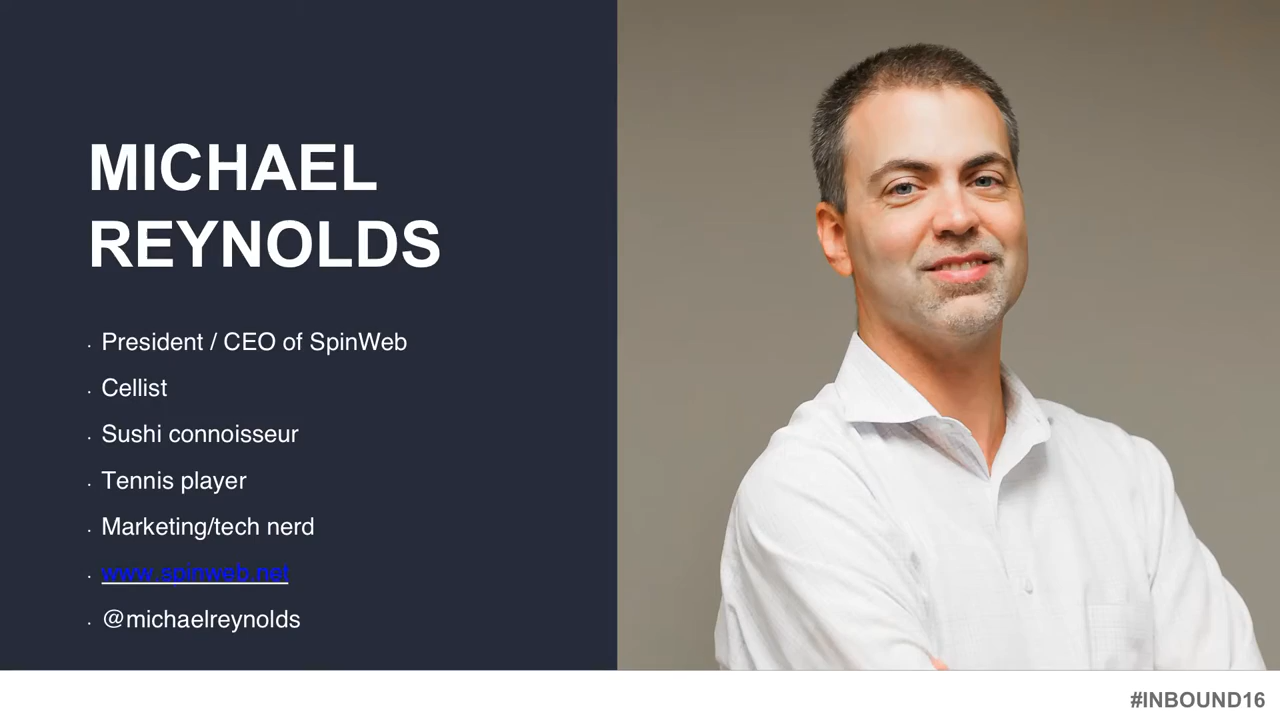 MICHAEL
REYNOLDS
· President / CEO of SpinWeb
· Cellist
· Sushi connoisseur
· Tennis player
· Marketing/tech nerd
· www.spinweb.net
· @michaelreynolds
#INBOUND16